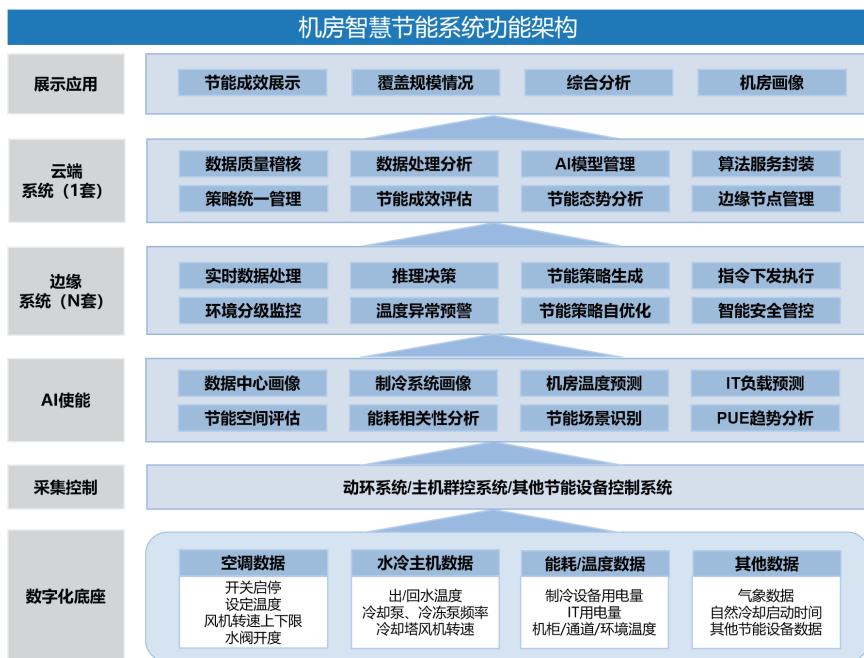 机房智慧节能系统功能架构
展示应用
节能成效展示
覆盖规模情况
综合分析
机房画像
云端
系统（1套）
数据质量稽核
数据处理分析
AI模型管理
算法服务封装
策略统一管理
节能成效评估
节能态势分析
边缘节点管理
边缘
系统（N套）
实时数据处理
推理决策
节能策略生成
指令下发执行
环境分级监控
温度异常预警
节能策略自优化
智能安全管控
AI使能
数据中心画像
制冷系统画像
机房温度预测
IT负载预测
节能空间评估
能耗相关性分析
节能场景识别
PUE趋势分析
采集控制
动环系统/主机群控系统/其他节能设备控制系统
数字化底座
空调数据
开关启停
设定温度
风机转速上下限
水阀开度
水冷主机数据
出/回水温度
冷却泵、冷冻泵频率
冷却塔风机转速
能耗/温度数据
制冷设备用电量
IT用电量
机柜/通道/环境温度
其他数据
气象数据
自然冷却启动时间
其他节能设备数据